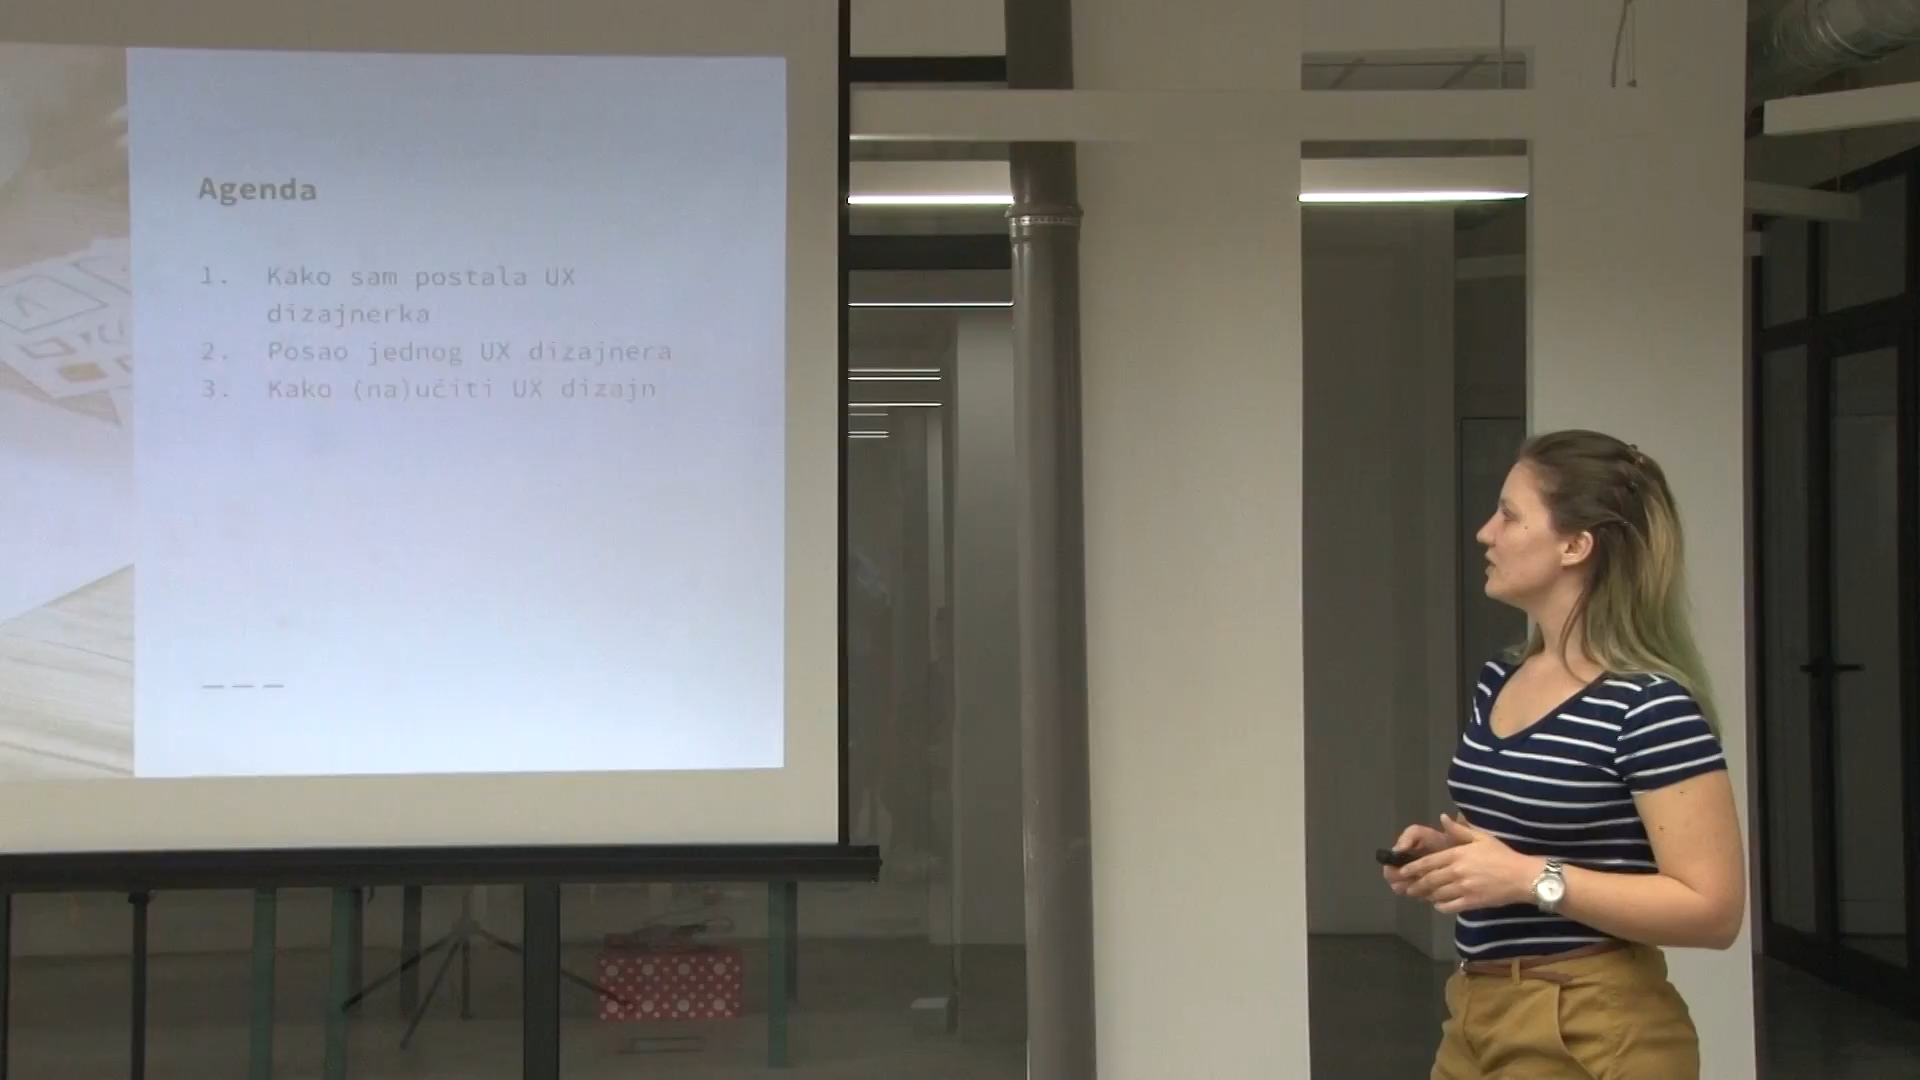 Agenda
1. Kako sam postala UX
dizajnerka
2. Posao jednog UX dizajnera
3. Kako (na)učiti UX dizajn